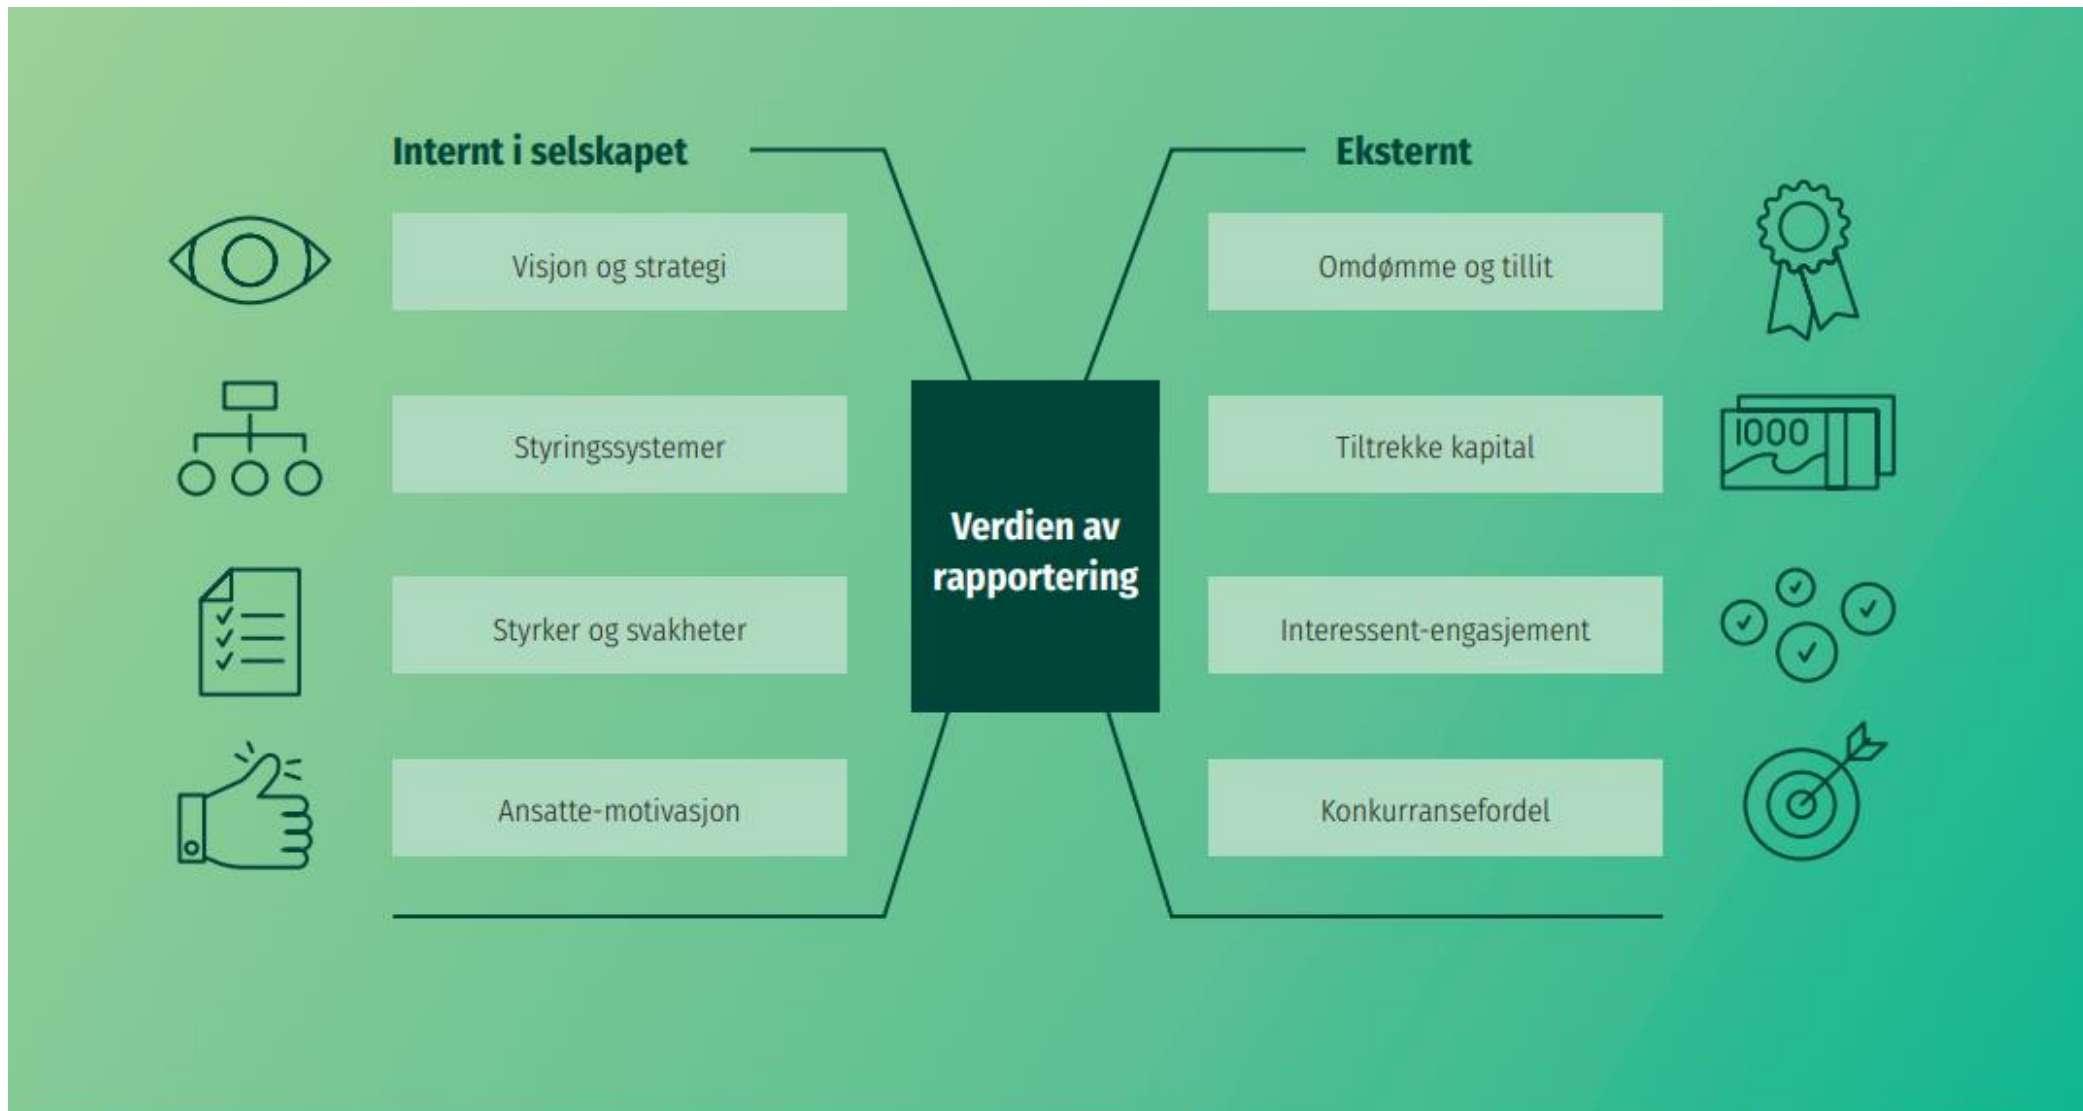 Internt i selskapet
Visjon og strategi
Styringssystemer
Styrker og svakheter
Ansatte-motivasjon
Verdien av
rapportering
Eksternt
Omdømme og tillit
Tiltrekke kapital
1000
Interessent-engasjement
Konkurransefordel